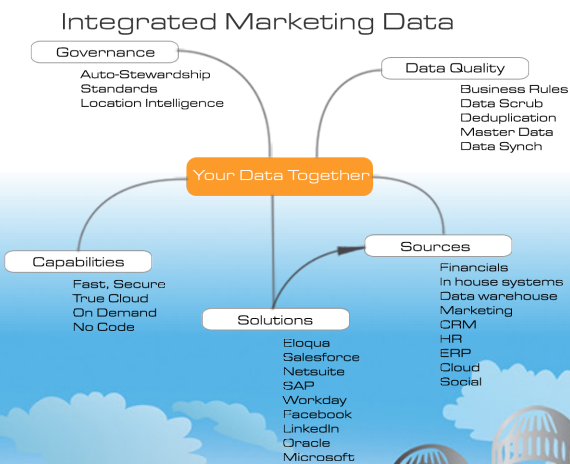 Integrated Marketing Data
Governance
Auto-Stewardship
Standards
Location Intelligence
Data Quality
Business Rules
Data Scrub
Deduplication
Master Data
Data Synch
Your Data Together
Capabilities
Fast, Secure
True Cloud
On Demand
No Code
Solutions
Eloqua
Salesforce
Netsuite
SAP
Workday
Facebook
LinkedIn
Oracle
Microsoft
Sources
Financials
In house systems
Data warehouse
Marketing
CRM
HR
ERP
Cloud
Social